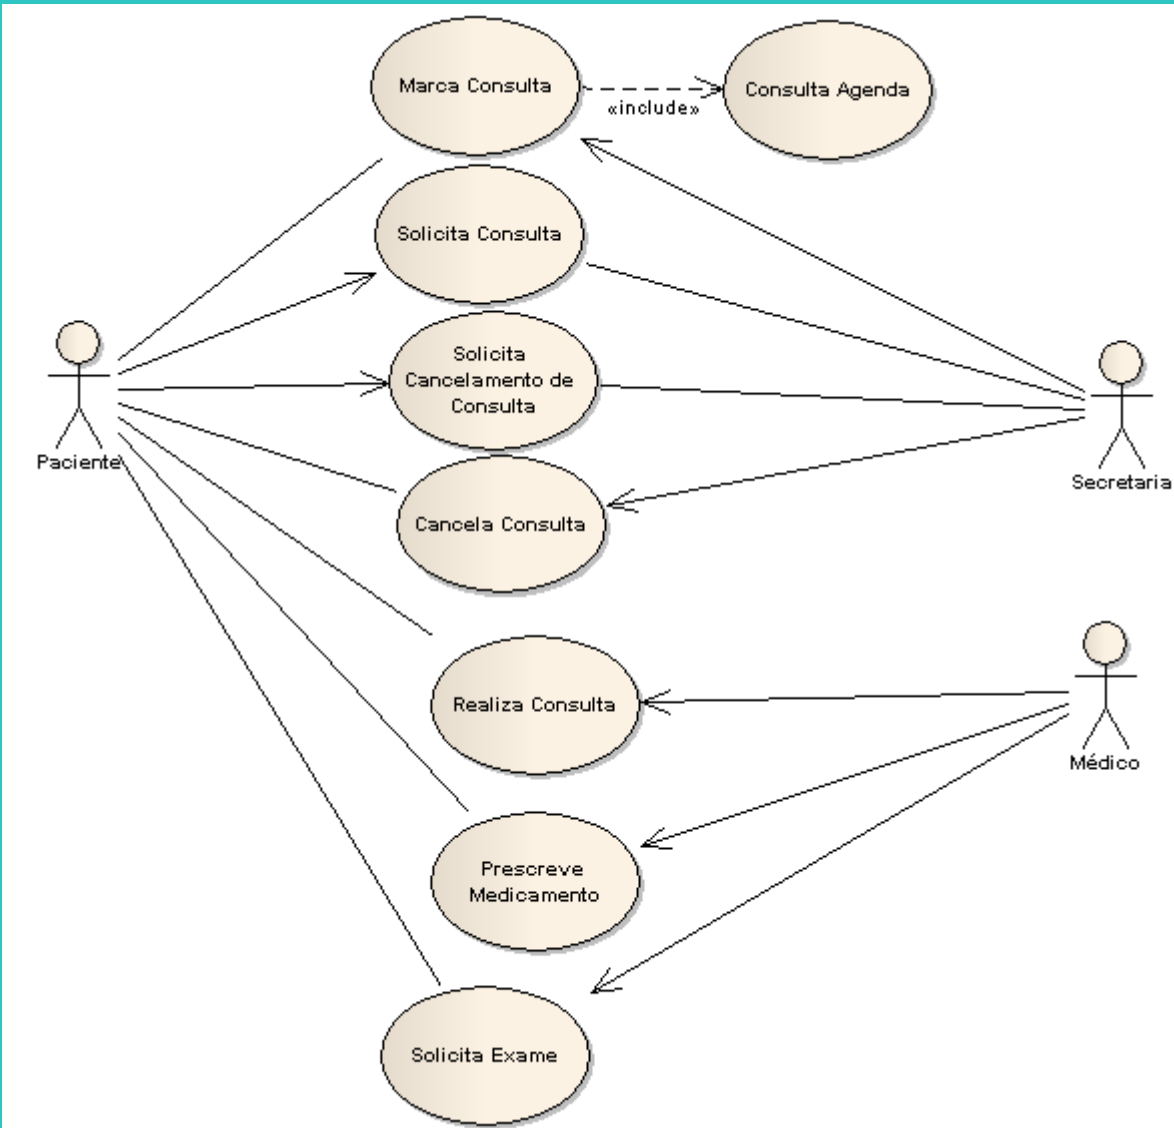 Marca Consulta
Consulta Agenda
«include»
Solicita Consulta
Solicita
Cancelamento de
Consulta
Paciente
Secretaria
Cancela Consulta
Realiza Consulta
Médico
Prescreve
Medicamento
Solicita Exame